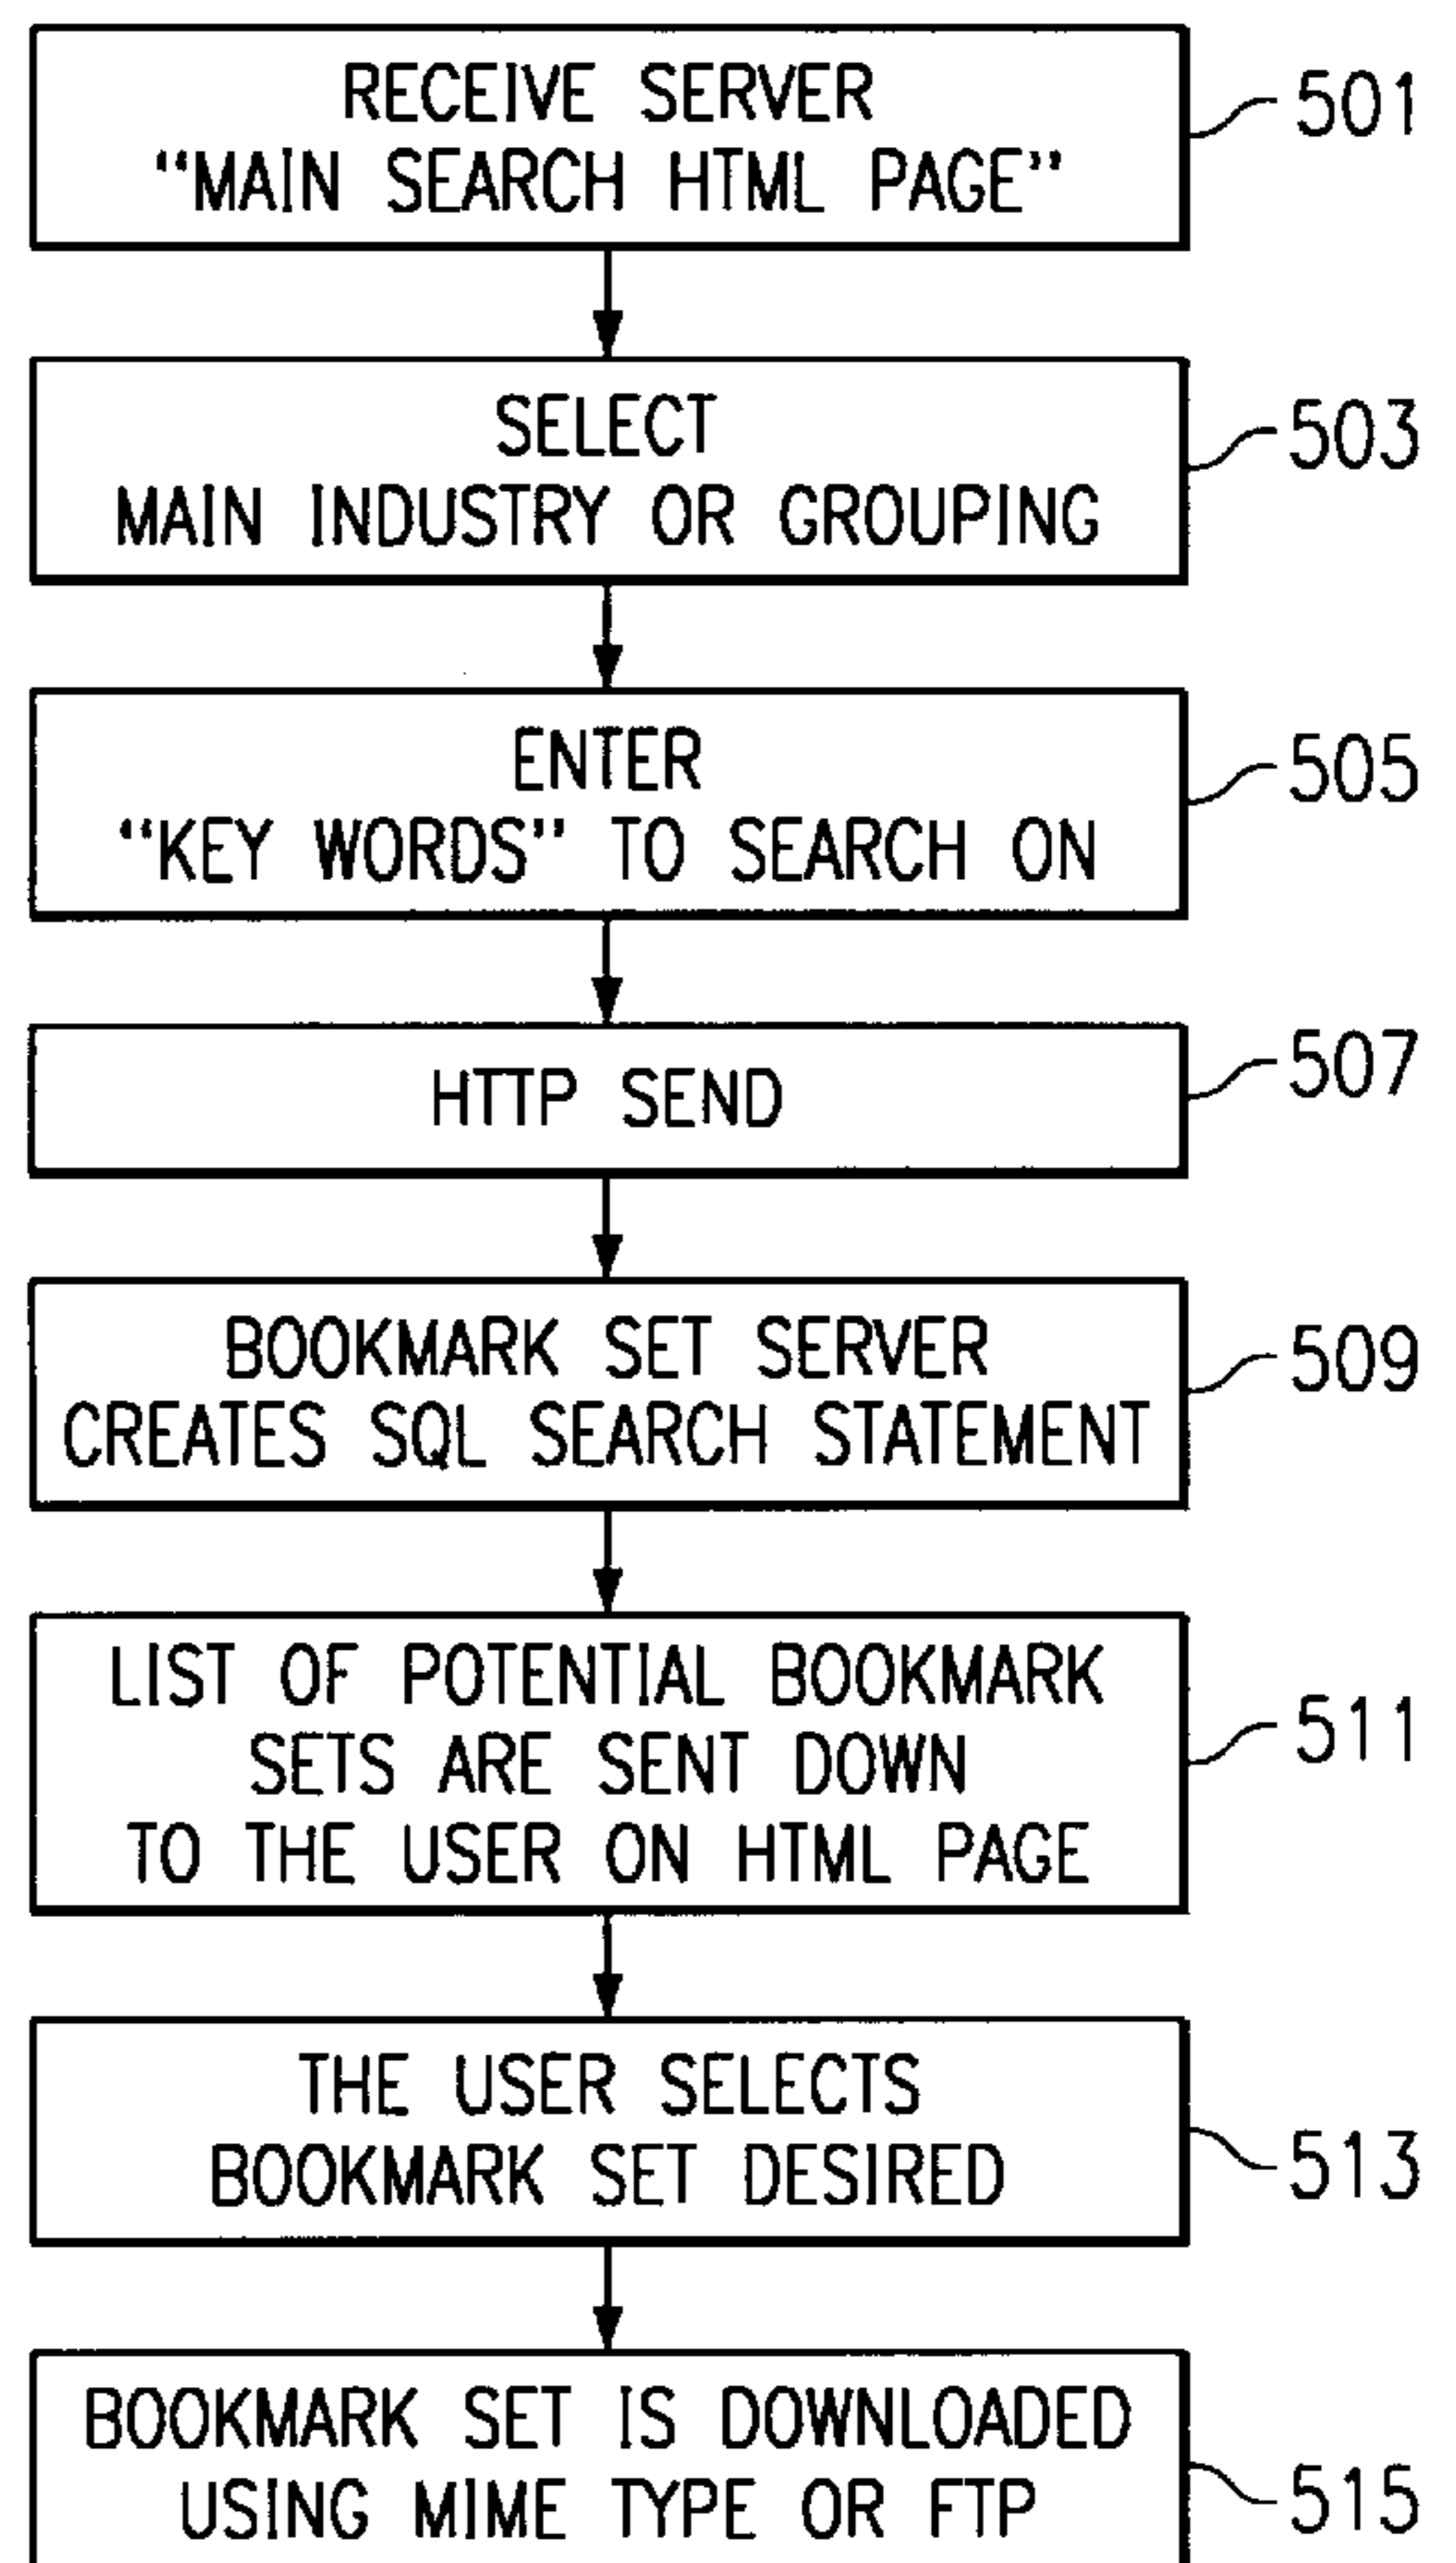 RECEIVE SERVER
"MAIN SEARCH HTML PAGE"
501
SELECT
MAIN INDUSTRY OR GROUPING
503
ENTER
"KEY WORDS" TO SEARCH ON
505
HTTP SEND
507
BOOKMARK SET SERVER
CREATES SQL SEARCH STATEMENT
509
LIST OF POTENTIAL BOOKMARK
SETS ARE SENT DOWN
TO THE USER ON HTML PAGE
511
THE USER SELECTS
BOOKMARK SET DESIRED
513
BOOKMARK SET IS DOWNLOADED
USING MIME TYPE OR FTP
515